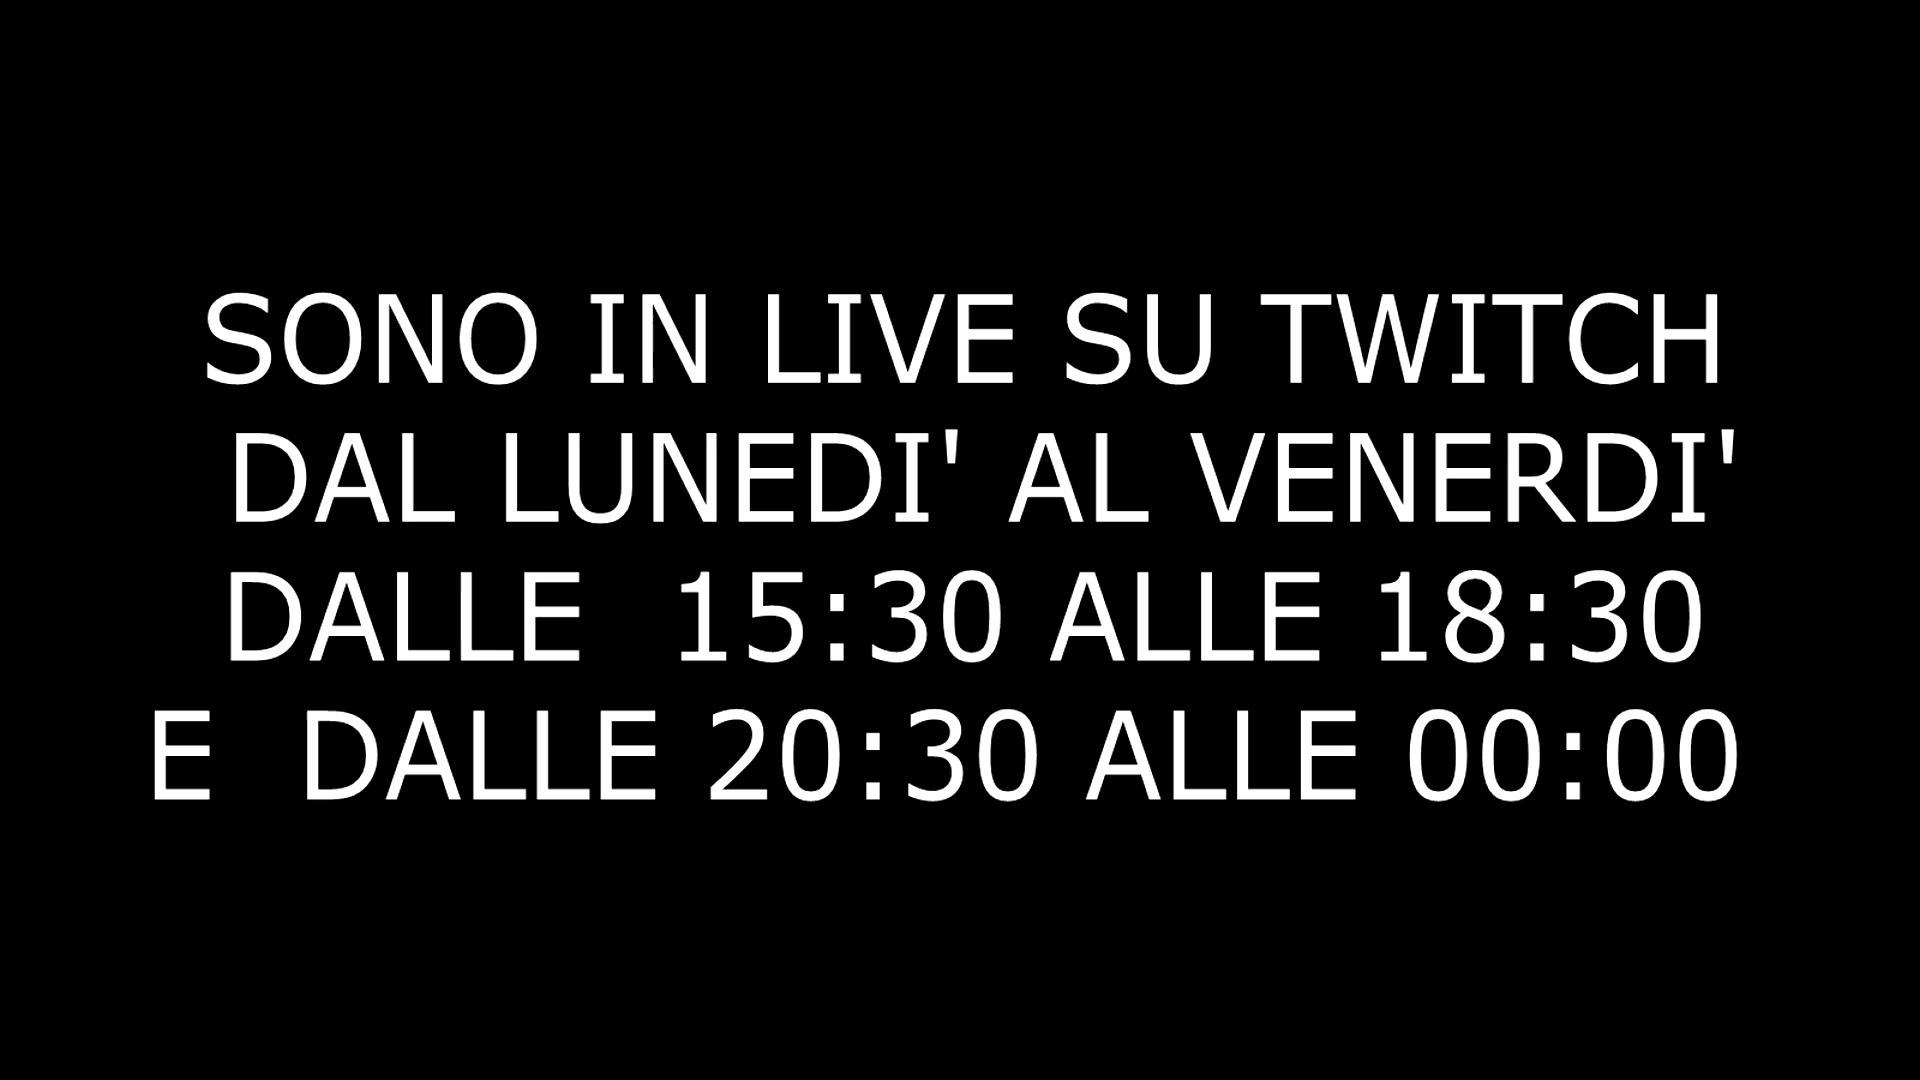 SONO IN LIVE SU TWITCH
DAL LUNEDI' AL VENERDI'
DALLE  15:30 ALLE 18:30
E  DALLE 20:30 ALLE 00:00